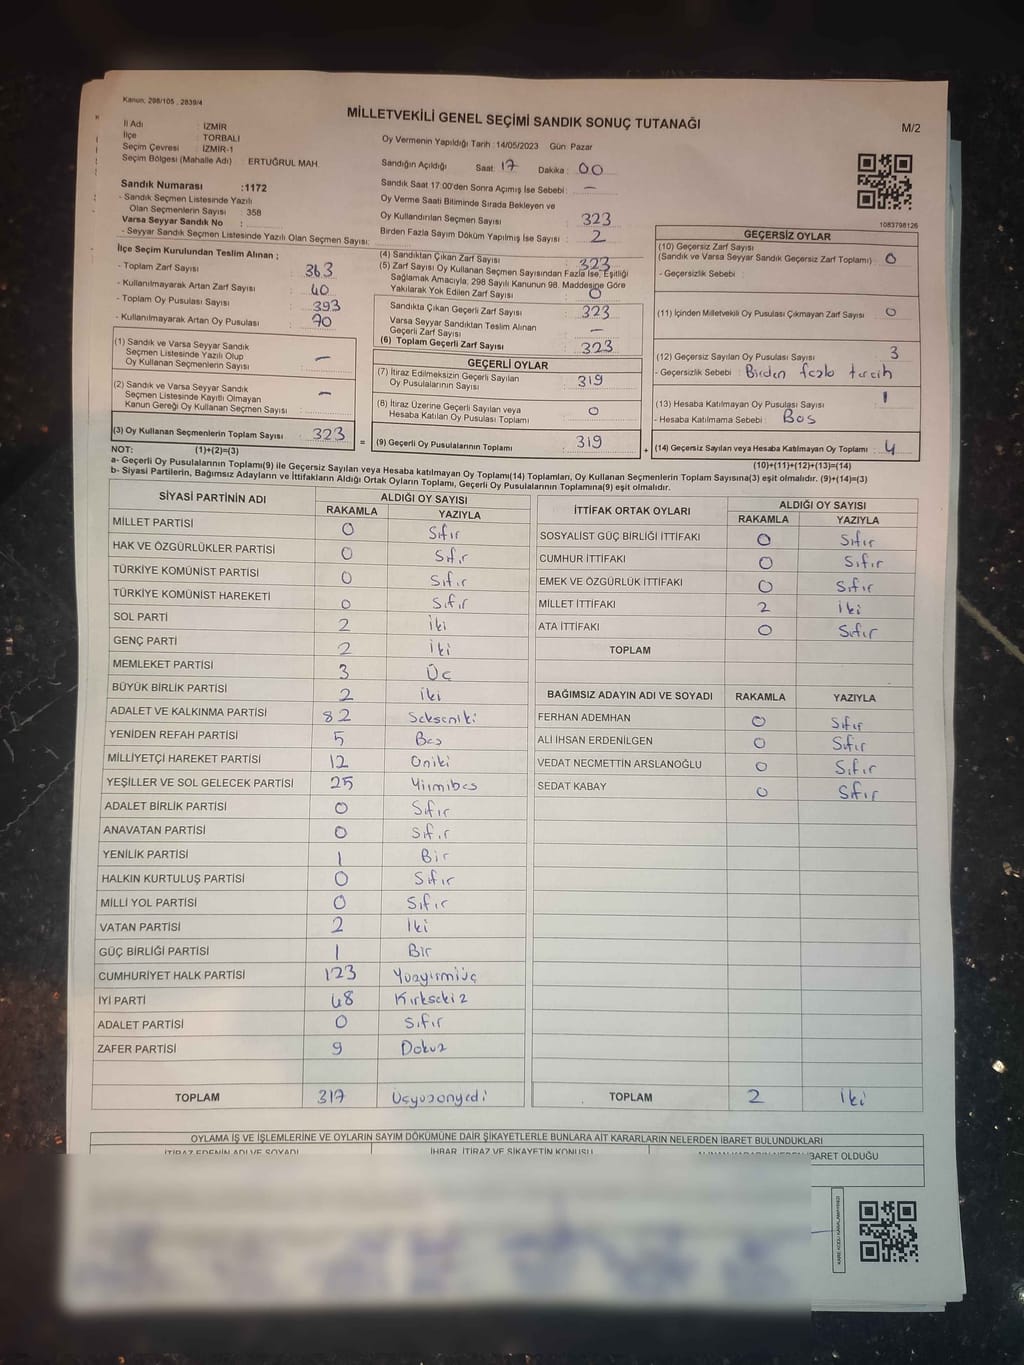 Kanun; 298/105 , 2839/4
MİLLETVEKİLİ GENEL SEÇİMİ SANDIK SONUÇ TUTANAĞI
M/2
İl Adı : İZMİR
İlçe : TORBALI
Seçim Çevresi : İZMİR-1
Seçim Bölgesi (Mahalle Adı) : ERTUĞRUL MAH.
Sandık Numarası :1172
- Sandık Seçmen Listesinde Yazılı
Olan Seçmenlerin Sayısı : 358
Varsa Seyyar Sandık No :
- Seyyar Sandık Seçmen Listesinde Yazılı Olan Seçmen Sayısı:
Oy Vermenin Yapıldığı Tarih :14/05/2023 Gün Pazar
Sandığın Açıldığı Saat: 17 Dakika : 00
Sandık Saat 17.00'den Sonra Açımış İse Sebebi: —
Oy Verme Saati Bitiminde Sırada Bekleyen ve
Oy Kullandırılan Seçmen Sayısı : 323
Birden Fazla Sayım Döküm Yapılmış İse Sayısı : 2
1083798126
İlçe Seçim Kurulundan Teslim Alınan ;
- Toplam Zarf Sayısı : 363
- Kullanılmayarak Artan Zarf Sayısı : 40
- Toplam Oy Pusulası Sayısı : 393
- Kullanılmayarak Artan Oy Pusulası : 70
(1) Sandık ve Varsa Seyyar Sandık
Seçmen Listesinde Yazılı Olup
Oy Kullanan Seçmenlerin Sayısı : —
(2) Sandık ve Varsa Seyyar Sandık
Seçmen Listesinde Kayıtlı Olmayan
Kanun Gereği Oy Kullanan Seçmen Sayısı : —
(3) Oy Kullanan Seçmenlerin Toplam Sayısı : 323
(4) Sandıktan Çıkan Zarf Sayısı : 323
(5) Zarf Sayısı Oy Kullanan Seçmen Sayısından Fazla İse, Eşitliği
Sağlamak Amacıyla, 298 Sayılı Kanunun 98. Maddesine Göre
Yakılarak Yok Edilen Zarf Sayısı : 0
Sandıkta Çıkan Geçerli Zarf Sayısı : 323
Varsa Seyyar Sandıktan Teslim Alınan
Geçerli Zarf Sayısı : —
(6) Toplam Geçerli Zarf Sayısı : 323
GEÇERLİ OYLAR
(7) İtiraz Edilmeksizin Geçerli Sayılan
Oy Pusulalarının Sayısı : 319
(8) İtiraz Üzerine Geçerli Sayılan veya
Hesaba Katılan Oy Pusulası Toplamı : 0
= (9) Geçerli Oy Pusulalarının Toplamı : 319
GEÇERSİZ OYLAR
(10) Geçersiz Zarf Sayısı
(Sandık ve Varsa Seyyar Sandık Geçersiz Zarf Toplamı) : 0
- Geçersizlik Sebebi :
(11) İçinden Milletvekili Oy Pusulası Çıkmayan Zarf Sayısı : 0
(12) Geçersiz Sayılan Oy Pusulası Sayısı : 3
- Geçersizlik Sebebi : Birden fazla tercih
(13) Hesaba Katılmayan Oy Pusulası Sayısı : 1
- Hesaba Katılmama Sebebi : Bos
+ (14) Geçersiz Sayılan veya Hesaba Katılmayan Oy Toplamı : 4
NOT: (1)+(2)=(3)
(10)+(11)+(12)+(13)=(14)
a- Geçerli Oy Pusulalarının Toplamı(9) ile Geçersiz Sayılan veya Hesaba katılmayan Oy Toplamı(14) Toplamları, Oy Kullanan Seçmenlerin Toplam Sayısına(3) eşit olmalıdır. (9)+(14)=(3)
b- Siyasi Partilerin, Bağımsız Adayların ve İttifakların Aldığı Ortak Oyların Toplamı, Geçerli Oy Pusulalarının Toplamına(9) eşit olmalıdır.
SİYASİ PARTİNİN ADI ALDIĞI OY SAYISI
RAKAMLA YAZIYLA
MİLLET PARTİSİ 0 Sıfır
HAK VE ÖZGÜRLÜKLER PARTİSİ 0 Sıfır
TÜRKİYE KOMÜNİST PARTİSİ 0 Sıfır
TÜRKİYE KOMÜNİST HAREKETİ 0 Sıfır
SOL PARTİ 2 İki
GENÇ PARTİ 2 İki
MEMLEKET PARTİSİ 3 Üç
BÜYÜK BİRLİK PARTİSİ 2 iki
ADALET VE KALKINMA PARTİSİ 82 Sekseniki
YENİDEN REFAH PARTİSİ 5 Beş
MİLLİYETÇİ HAREKET PARTİSİ 12 Oniki
YEŞİLLER VE SOL GELECEK PARTİSİ 25 Yirmibes
ADALET BİRLİK PARTİSİ 0 Sıfır
ANAVATAN PARTİSİ 0 Sıfır
YENİLİK PARTİSİ 1 Bir
HALKIN KURTULUŞ PARTİSİ 0 Sıfır
MİLLİ YOL PARTİSİ 0 Sıfır
VATAN PARTİSİ 2 İki
GÜÇ BİRLİĞİ PARTİSİ 1 Bir
CUMHURİYET HALK PARTİSİ 123 Yüzyirmiüç
İYİ PARTİ 48 Kırksekiz
ADALET PARTİSİ 0 Sıfır
ZAFER PARTİSİ 9 Dokuz
TOPLAM 317 Üçyüzonyedi
İTTİFAK ORTAK OYLARI ALDIĞI OY SAYISI
RAKAMLA YAZIYLA
SOSYALİST GÜÇ BİRLİĞİ İTTİFAKI 0 Sıfır
CUMHUR İTTİFAKI 0 Sıfır
EMEK VE ÖZGÜRLÜK İTTİFAKI 0 Sıfır
MİLLET İTTİFAKI 2 İki
ATA İTTİFAKI 0 Sıfır
TOPLAM
BAĞIMSIZ ADAYIN ADI VE SOYADI RAKAMLA YAZIYLA
FERHAN ADEMHAN 0 Sıfır
ALİ İHSAN ERDENİLGEN 0 Sıfır
VEDAT NECMETTİN ARSLANOĞLU 0 Sıfır
SEDAT KABAY 0 Sıfır
TOPLAM 2 İki
OYLAMA İŞ VE İŞLEMLERİNE VE OYLARIN SAYIM DÖKÜMÜNE DAİR ŞİKAYETLERLE BUNLARA AİT KARARLARIN NELERDEN İBARET BULUNDUKLARI
İTİRAZ EDENİN ADI VE SOYADI İHBAR, İTİRAZ VE ŞİKAYETİN KONUSU İBARET OLDUĞU